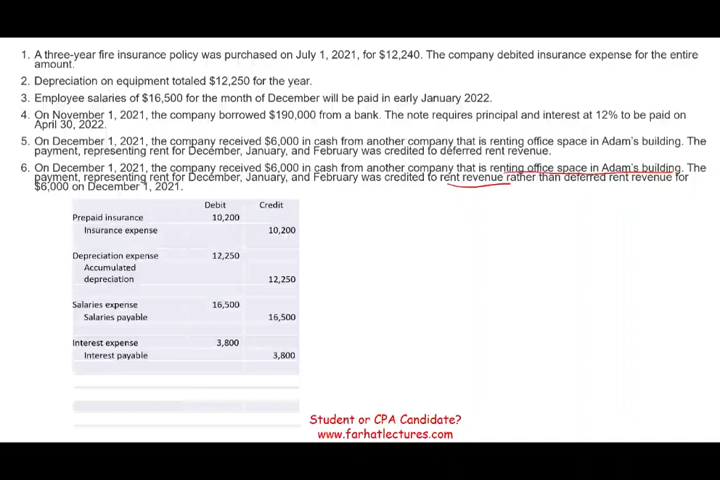 1. A three-year fire insurance policy was purchased on July 1, 2021, for $12,240. The company debited insurance expense for the entire
amount.
2. Depreciation on equipment totaled $12,250 for the year.
3. Employee salaries of $16,500 for the month of December will be paid in early January 2022.
4. On November 1, 2021, the company borrowed $190,000 from a bank. The note requires principal and interest at 12% to be paid on
April 30, 2022.
5. On December 1, 2021, the company received $6,000 in cash from another company that is renting office space in Adam's building. The
payment, representing rent for December, January, and February was credited to deferred rent revenue.
6. On December 1, 2021, the company received $6,000 in cash from another company that is renting office space in Adam's building. The
payment, representing rent for December, January, and February was credited to rent revenue rather than deferred rent revenue for
$6,000 on December 1, 2021.
Debit Credit
Prepaid insurance 10,200
Insurance expense 10,200
Depreciation expense 12,250
Accumulated
depreciation 12,250
Salaries expense 16,500
Salaries payable 16,500
Interest expense 3,800
Interest payable 3,800
Student or CPA Candidate?
www.farhatlectures.com